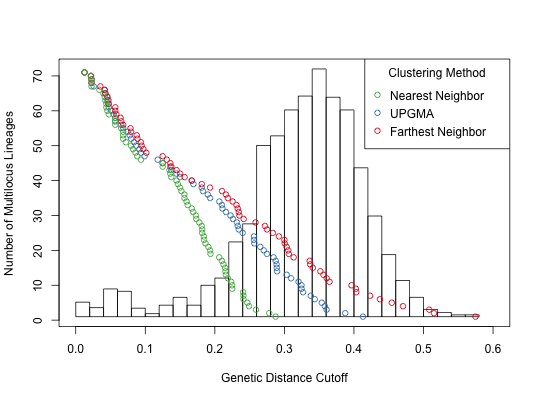 Clustering Method
Nearest Neighbor
UPGMA
Farthest Neighbor
Number of Multilocus Lineages
70
60
50
40
30
20
10
0
0.0 0.1 0.2 0.3 0.4 0.5 0.6
Genetic Distance Cutoff